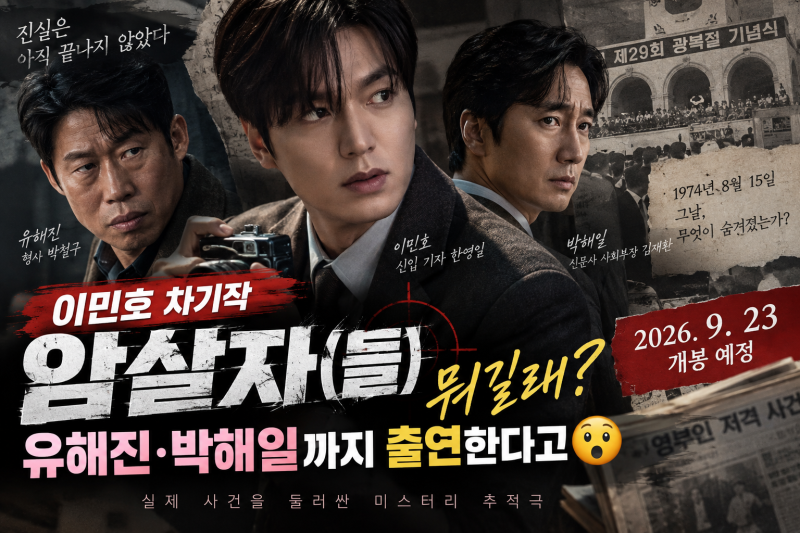 진실은
아직 끝나지 않았다
제29회 광복절 기념식
1974년 8월 15일
그날,
무엇이 숨겨졌는가?
유해진
형사 박철구
이민호
신입 기자 한영일
박해일
신문사 사회부장 김재환
이민호 차기작
암살자(들) 뭐길래?
2026. 9. 23
개봉 예정
유해진·박해일까지 출연한다고😮
영부인 저격 사건
실제 사건을 둘러싼 미스터리 추적극